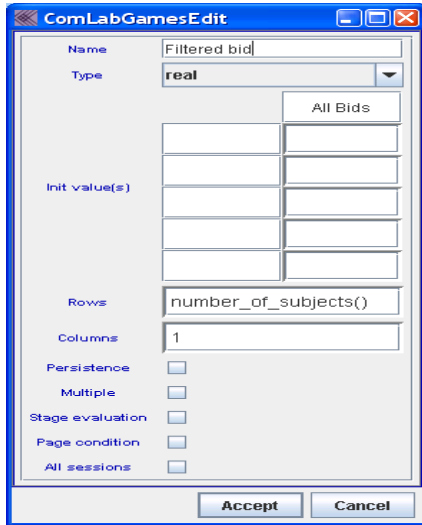 ComLabGamesEdit
Name Filtered bid
Type real
All Bids
Init value(s)
Rows number_of_subjects()
Columns 1
Persistence
Multiple
Stage evaluation
Page condition
All sessions
Accept Cancel